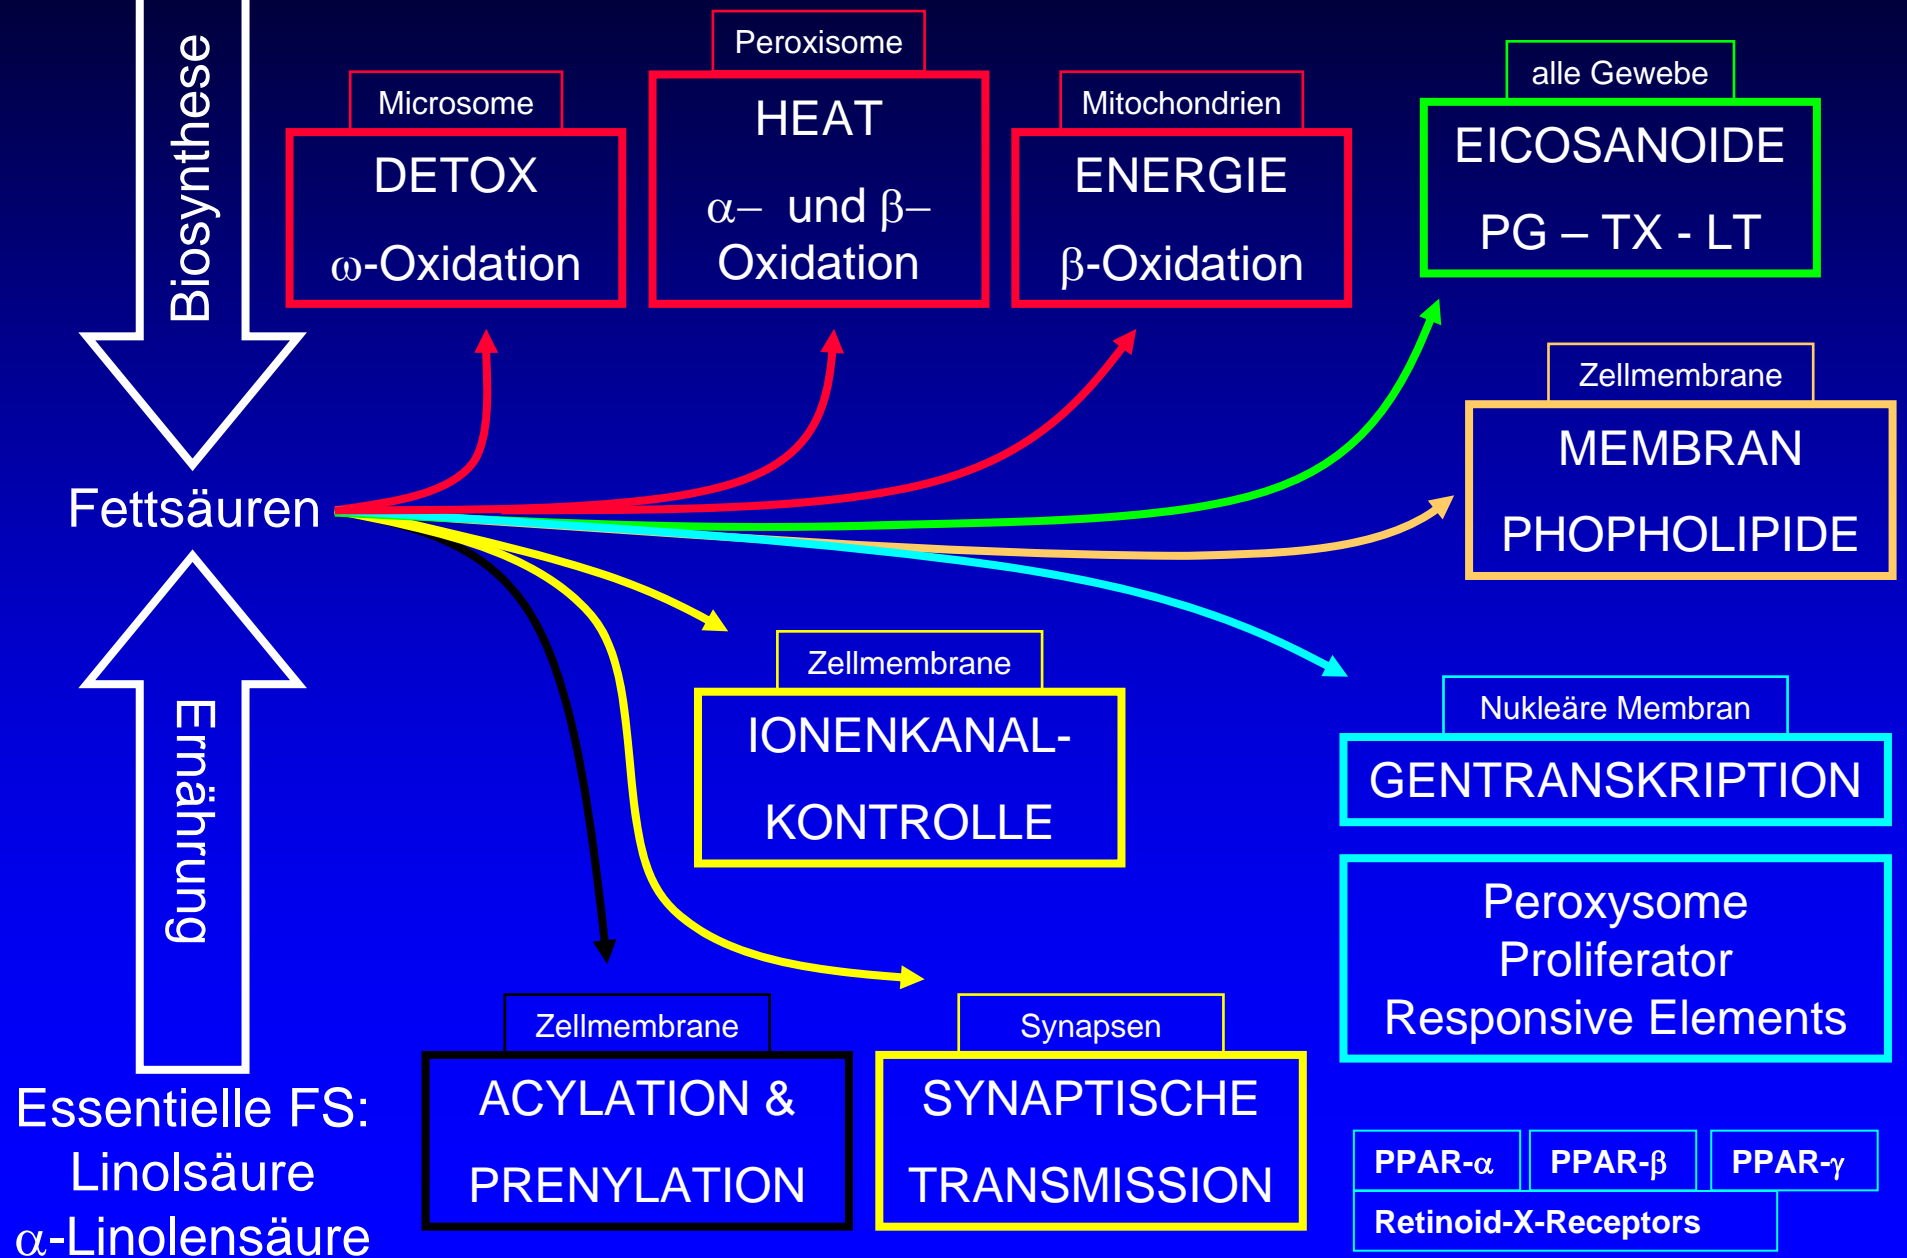 Biosynthese
Microsome
DETOX
ω-Oxidation
Peroxisome
HEAT
α– und β–
Oxidation
Mitochondrien
ENERGIE
β-Oxidation
alle Gewebe
EICOSANOIDE
PG – TX - LT
Zellmembrane
MEMBRAN
PHOPHOLIPIDE
Fettsäuren
Zellmembrane
IONENKANAL-
KONTROLLE
Nukleäre Membran
GENTRANSKRIPTION
Peroxysome
Proliferator
Responsive Elements
Ernährung
Zellmembrane
ACYLATION &
PRENYLATION
Synapsen
SYNAPTISCHE
TRANSMISSION
Essentielle FS:
Linolsäure
α-Linolensäure
PPAR-α PPAR-β PPAR-γ
Retinoid-X-Receptors